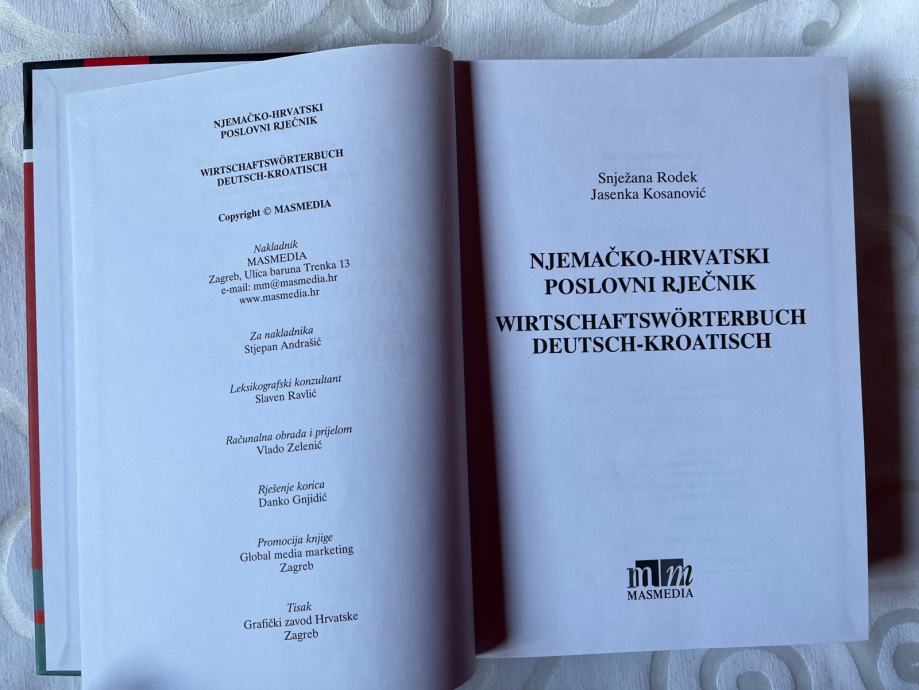 NJEMAČKO-HRVATSKI
POSLOVNI RJEČNIK
WIRTSCHAFTSWÖRTERBUCH
DEUTSCH-KROATISCH
Copyright © MASMEDIA
Nakladnik
MASMEDIA
Zagreb, Ulica baruna Trenka 13
e-mail: mm@masmedia.hr
www.masmedia.hr
Za nakladnika
Stjepan Andrašić
Leksikografski konzultant
Slaven Ravlić
Računalna obrada i prijelom
Vlado Zelenić
Rješenje korica
Danko Gnjidić
Promocija knjige
Global media marketing
Zagreb
Tisak
Grafički zavod Hrvatske
Zagreb
Snježana Rodek
Jasenka Kosanović
NJEMAČKO-HRVATSKI
POSLOVNI RJEČNIK
WIRTSCHAFTSWÖRTERBUCH
DEUTSCH-KROATISCH
mm
MASMEDIA